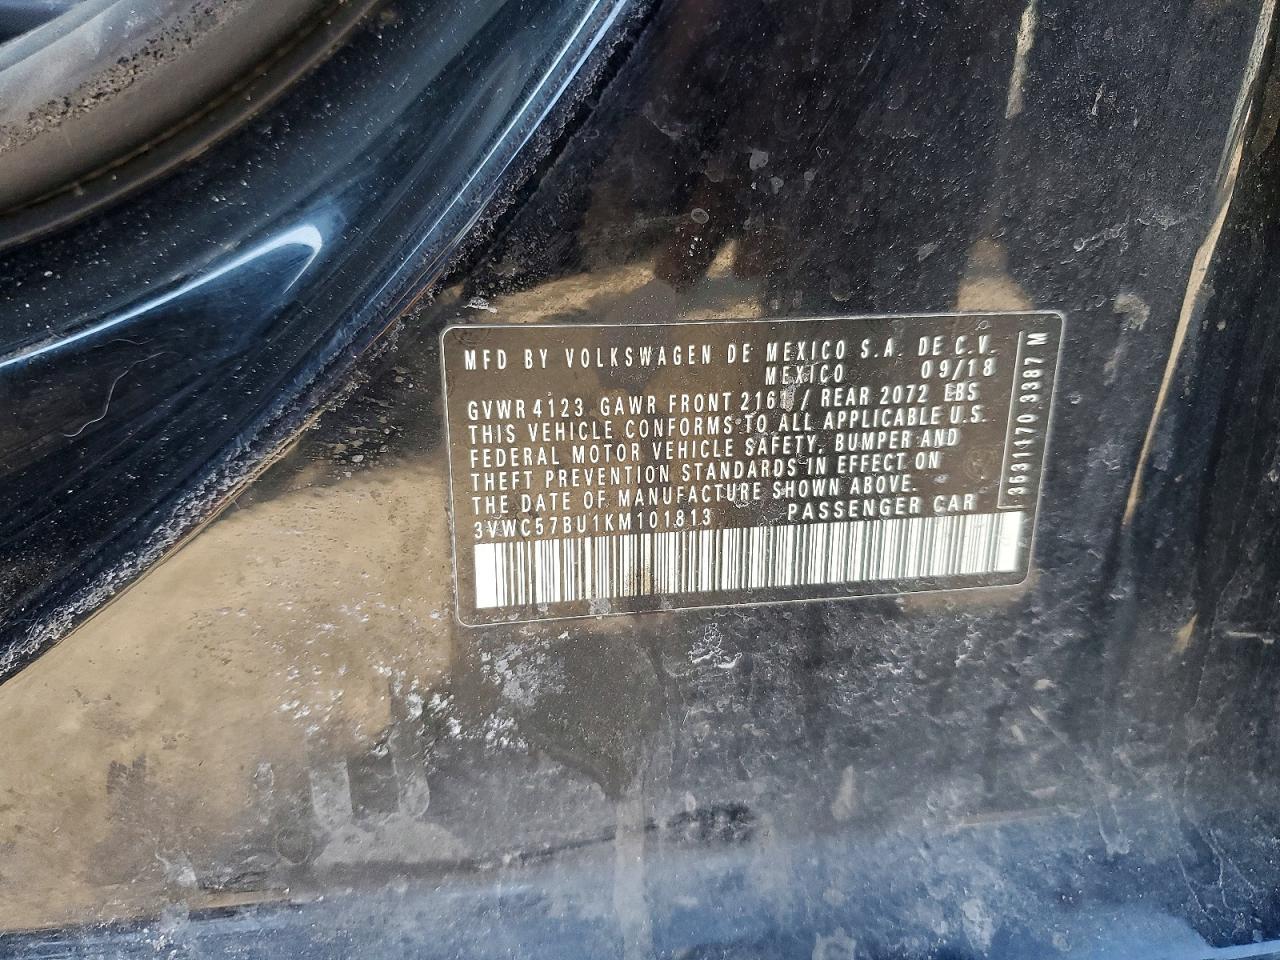 MFD BY VOLKSWAGEN DE MEXICO S.A. DE C.V.
MEXICO 09/18
GVWR 4123 GAWR FRONT 2161 / REAR 2072 LBS
THIS VEHICLE CONFORMS TO ALL APPLICABLE U.S.
FEDERAL MOTOR VEHICLE SAFETY, BUMPER AND
THEFT PREVENTION STANDARDS IN EFFECT ON
THE DATE OF MANUFACTURE SHOWN ABOVE.
3VWC57BU1KM101813 PASSENGER CAR
3631170 3387 M